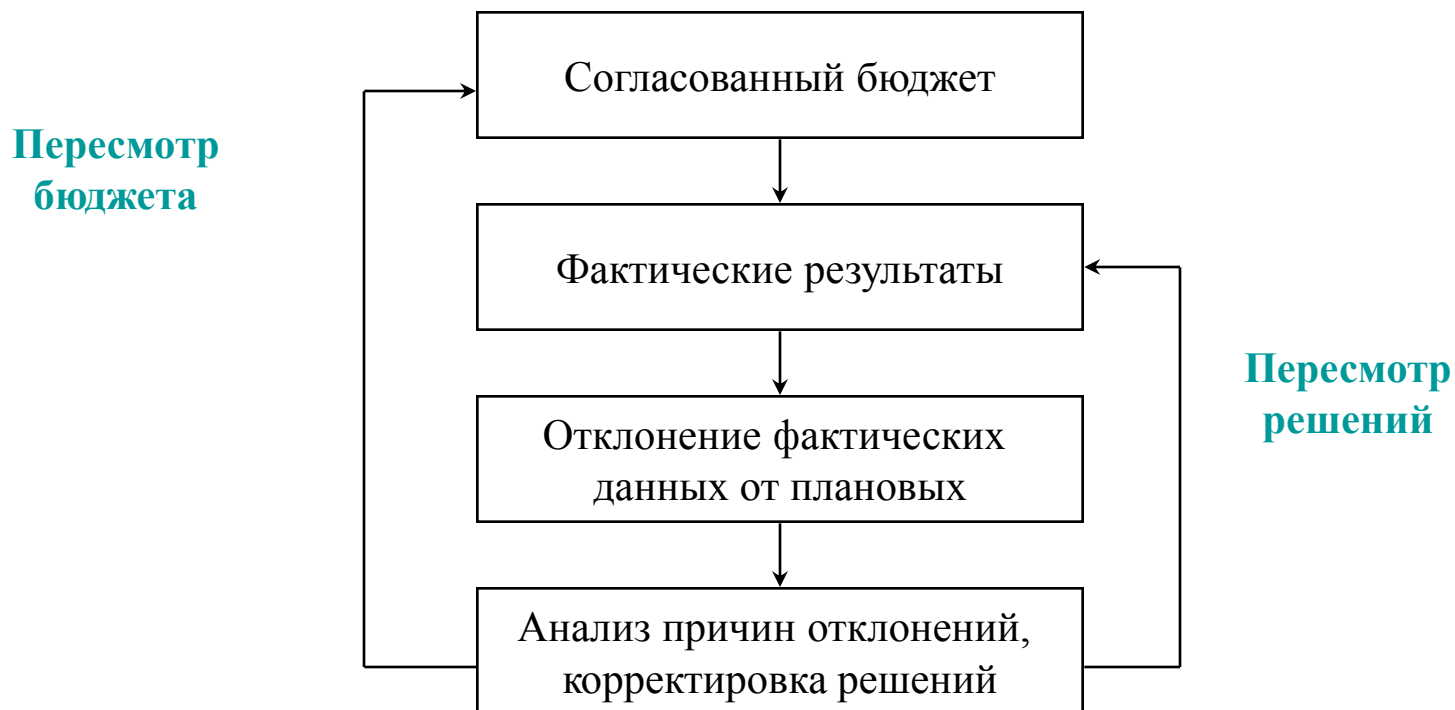 Согласованный бюджет
Пересмотр
бюджета
Фактические результаты
Пересмотр
решений
Отклонение фактических
данных от плановых
Анализ причин отклонений,
корректировка решений